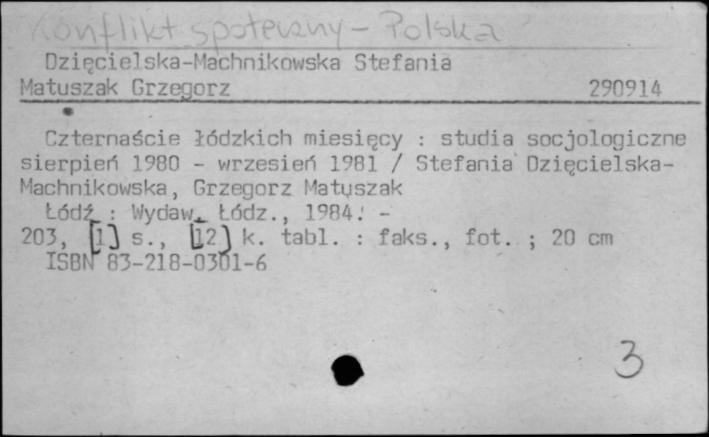 Konflikt społeczny - Polska
Dzięcielska-Machnikowska Stefania
Matuszak Grzegorz 290914
Czternaście łódzkich miesięcy : studia socjologiczne
sierpień 1980 - wrzesień 1981 / Stefania Dzięcielska-
Machnikowska, Grzegorz Matuszak
Łódź : Wydaw. Łódz., 1984. -
203, [1] s., [12] k. tabl. : faks., fot. ; 20 cm
ISBN 83-218-0301-6
3